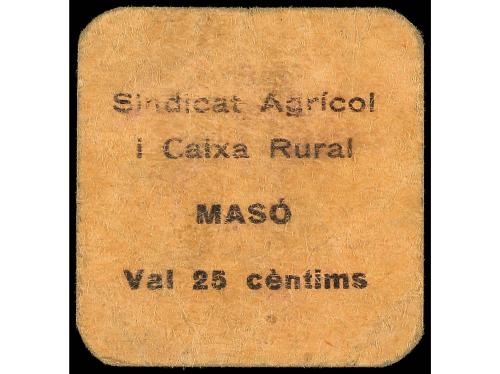 Sindicat Agrícol
i Caixa Rural
MASÓ
Val 25 cèntims